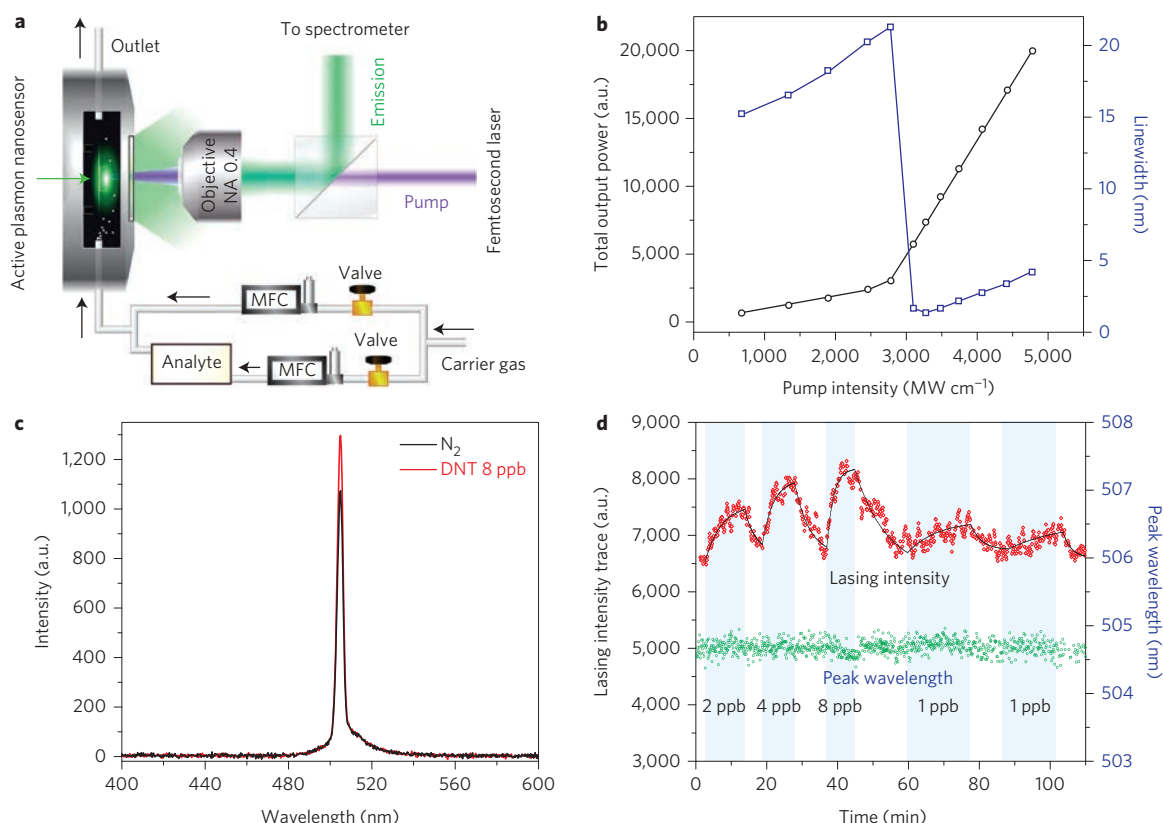 a
Outlet
To spectrometer
Active plasmon nanosensor
Emission
Objective
NA 0.4
Pump
Femtosecond laser
Valve
MFC
Valve
Analyte
MFC
Carrier gas
b
20,000
15,000
10,000
5,000
0
Total output power (a.u.)
20
15
10
5
0
Linewidth (nm)
1,000 2,000 3,000 4,000 5,000
Pump intensity (MW cm⁻¹)
c
1,200
1,000
800
600
400
200
0
Intensity (a.u.)
N₂
DNT 8 ppb
400 440 480 520 560 600
Wavelength (nm)
d
9,000
8,000
7,000
6,000
5,000
4,000
3,000
Lasing intensity trace (a.u.)
508
507
506
505
504
503
Peak wavelength
(nm)
Lasing intensity
Peak wavelength
2 ppb 4 ppb 8 ppb 1 ppb 1 ppb
0 20 40 60 80 100
Time (min)